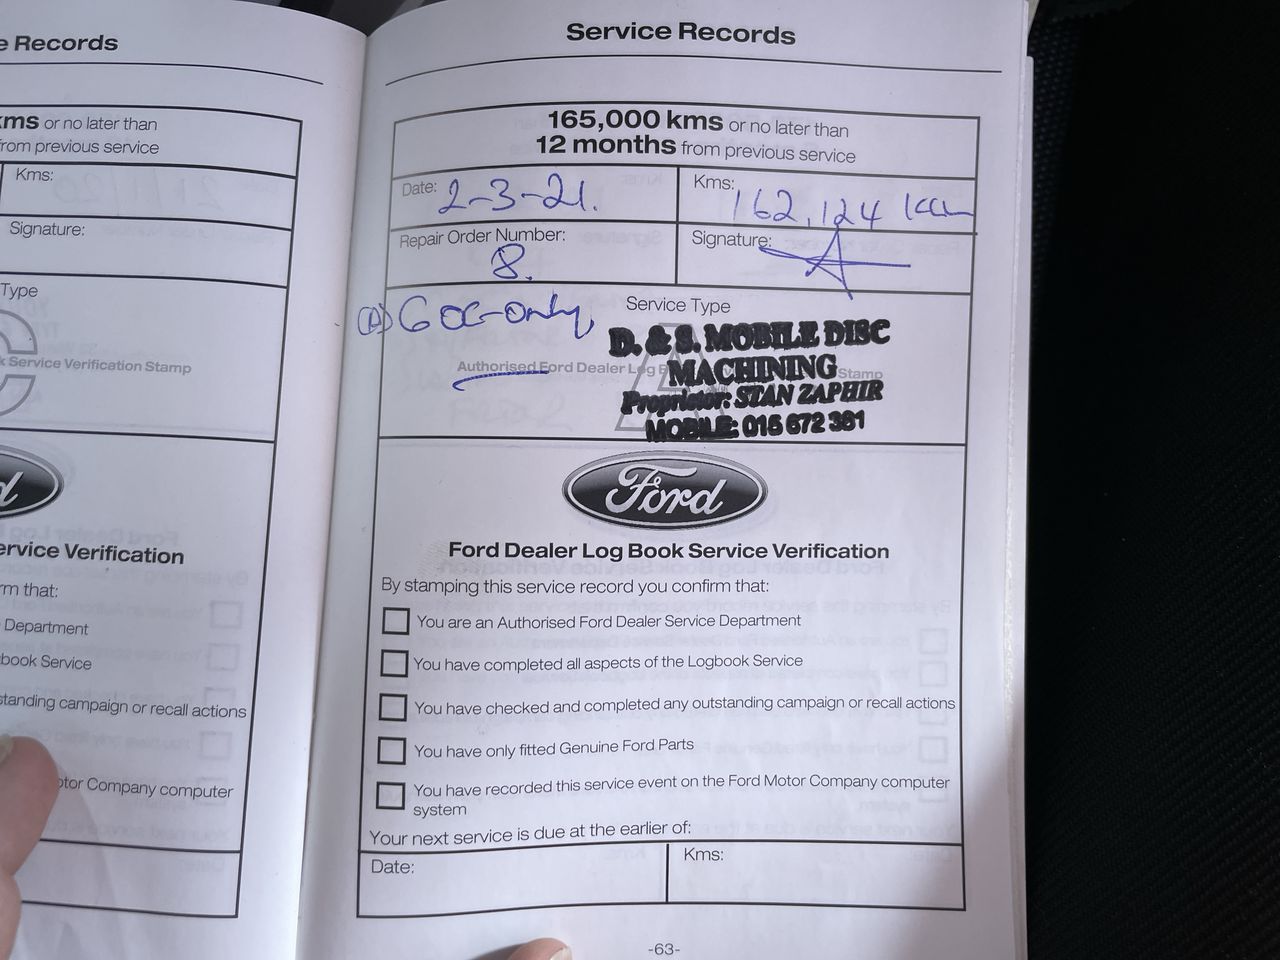 e Records
kms or no later than
from previous service
Kms:
Signature:
Type
k Service Verification Stamp
d
ervice Verification
rm that:
Department
book Service
standing campaign or recall actions
otor Company computer
Service Records
165,000 kms or no later than
12 months from previous service
Date: 2-3-21.
Kms: 162,124 km
Repair Order Number:
8.
Signature:
Service Type
only
Authorised Ford Dealer Log Stamp
D. & S. MOBILE DISC
MACHINING
Proprietor: STAN ZAPHIR
MOBILE: 015 672 361
Ford
Ford Dealer Log Book Service Verification
By stamping this service record you confirm that:
You are an Authorised Ford Dealer Service Department
You have completed all aspects of the Logbook Service
You have checked and completed any outstanding campaign or recall actions
You have only fitted Genuine Ford Parts
You have recorded this service event on the Ford Motor Company computer
system
Your next service is due at the earlier of:
Date:
Kms:
-63-